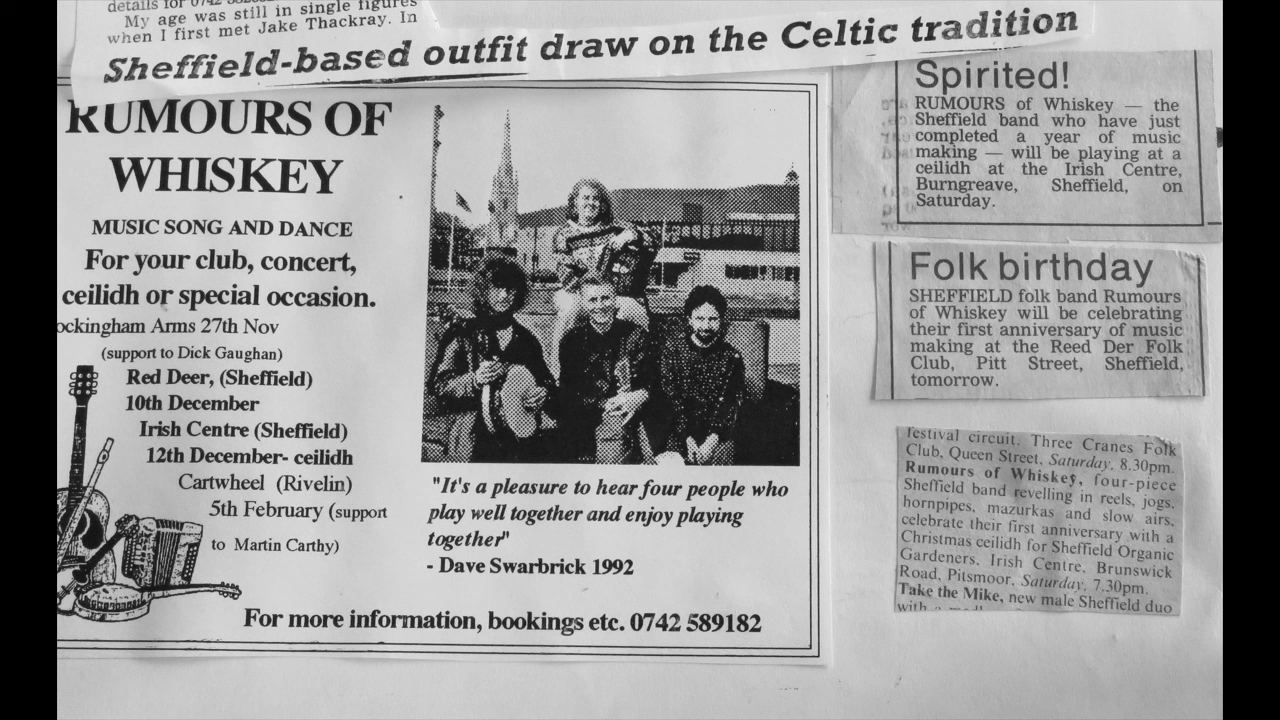 My age was still in single figures
when I first met Jake Thackray. In
Sheffield-based outfit draw on the Celtic tradition
RUMOURS OF
WHISKEY
MUSIC SONG AND DANCE
For your club, concert,
ceilidh or special occasion.
ockingham Arms 27th Nov
(support to Dick Gaughan)
Red Deer, (Sheffield)
10th December
Irish Centre (Sheffield)
12th December- ceilidh
Cartwheel (Rivelin)
5th February (support
to Martin Carthy)
"It's a pleasure to hear four people who
play well together and enjoy playing
together"
- Dave Swarbrick 1992
For more information, bookings etc. 0742 589182
Spirited!
RUMOURS of Whiskey — the
Sheffield band who have just
completed a year of music
making — will be playing at a
ceilidh at the Irish Centre,
Burngreave, Sheffield, on
Saturday.
Folk birthday
SHEFFIELD folk band Rumours
of Whiskey will be celebrating
their first anniversary of music
making at the Reed Der Folk
Club, Pitt Street, Sheffield,
tomorrow.
festival circuit. Three Cranes Folk
Club, Queen Street, Saturday, 8.30pm.
Rumours of Whiskey, four-piece
Sheffield band revelling in reels, jogs,
hornpipes, mazurkas and slow airs,
celebrate their first anniversary with a
Christmas ceilidh for Sheffield Organic
Gardeners. Irish Centre, Brunswick
Road, Pitsmoor, Saturday, 7.30pm.
Take the Mike, new male Sheffield duo